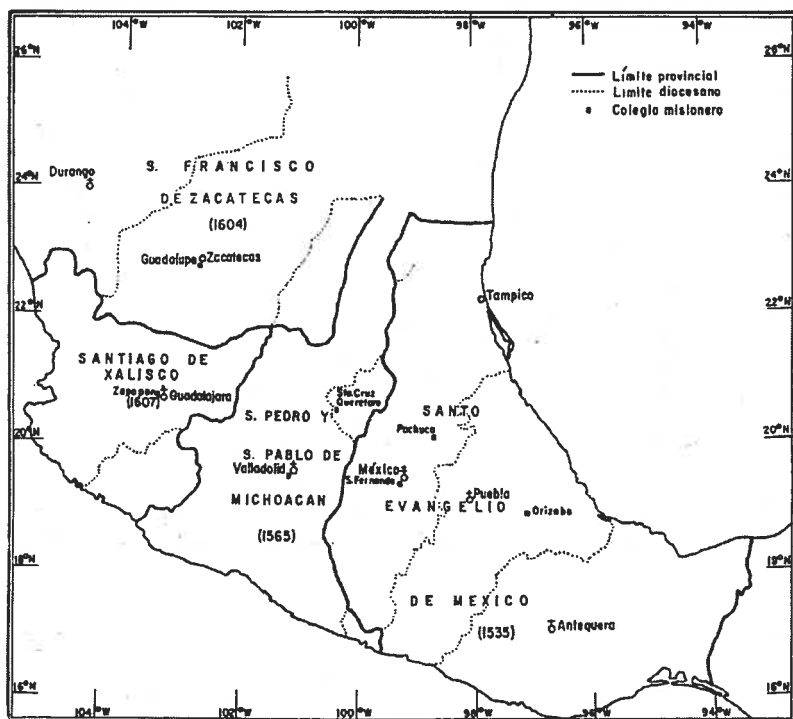 104°W 102°W 100°W 98°W 96°W 94°W
26°N 26°N
Límite provincial
Límite diocesano
Colegio misionero
24°N 24°N
Durango
S. FRANCISCO
DE ZACATECAS
(1604)
Guadalupe Zacatecas
22°N 22°N
Tampico
SANTIAGO DE
XALISCO
Zapopan Guadalajara
(1607)
Sta. Cruz
Queretaro
S. PEDRO Y
SANTO
20°N 20°N
Pachuca
S. PABLO DE
Valladolid
México
S. Fernando
Puebla
MICHOACAN
EVANGELIO
Orizaba
(1565)
18°N 18°N
DE MEXICO
(1535)
Antequera
16°N 16°N
104°W 102°W 100°W 98°W 96°W 94°W